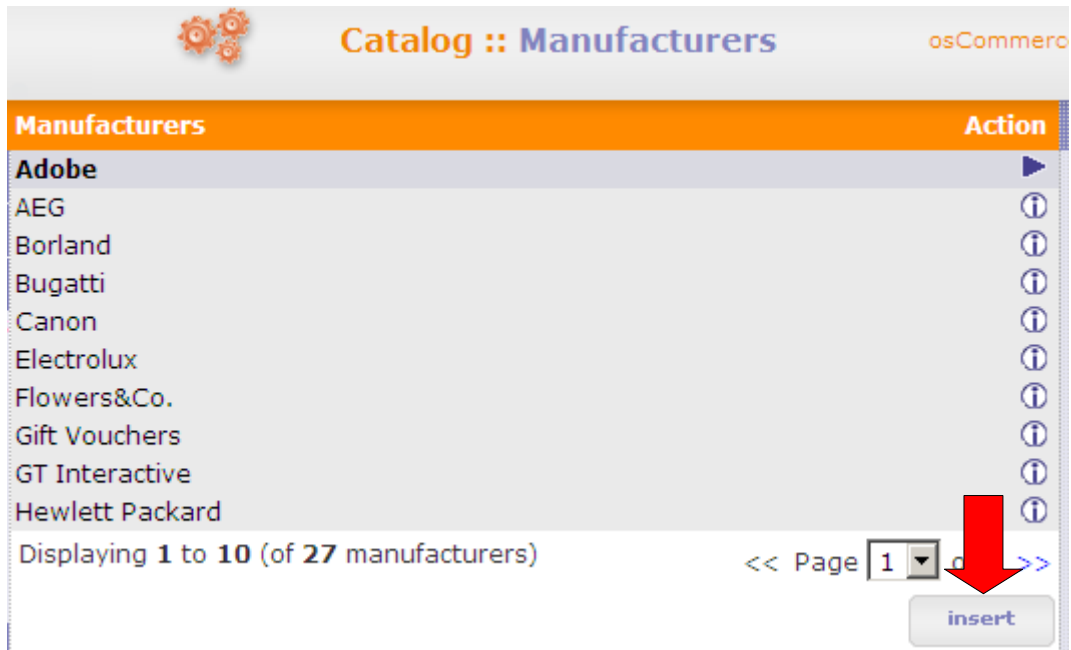 Catalog :: Manufacturers osCommerc
Manufacturers Action
Adobe
AEG
Borland
Bugatti
Canon
Electrolux
Flowers&Co.
Gift Vouchers
GT Interactive
Hewlett Packard
Displaying 1 to 10 (of 27 manufacturers) << Page 1 >>
insert